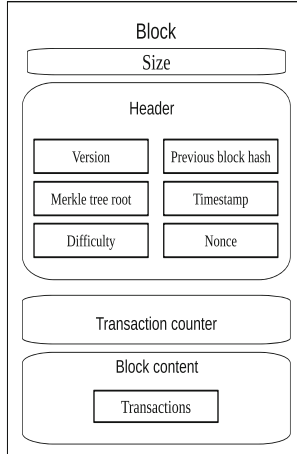 Block
Size
Header
Version Previous block hash
Merkle tree root Timestamp
Difficulty Nonce
Transaction counter
Block content
Transactions